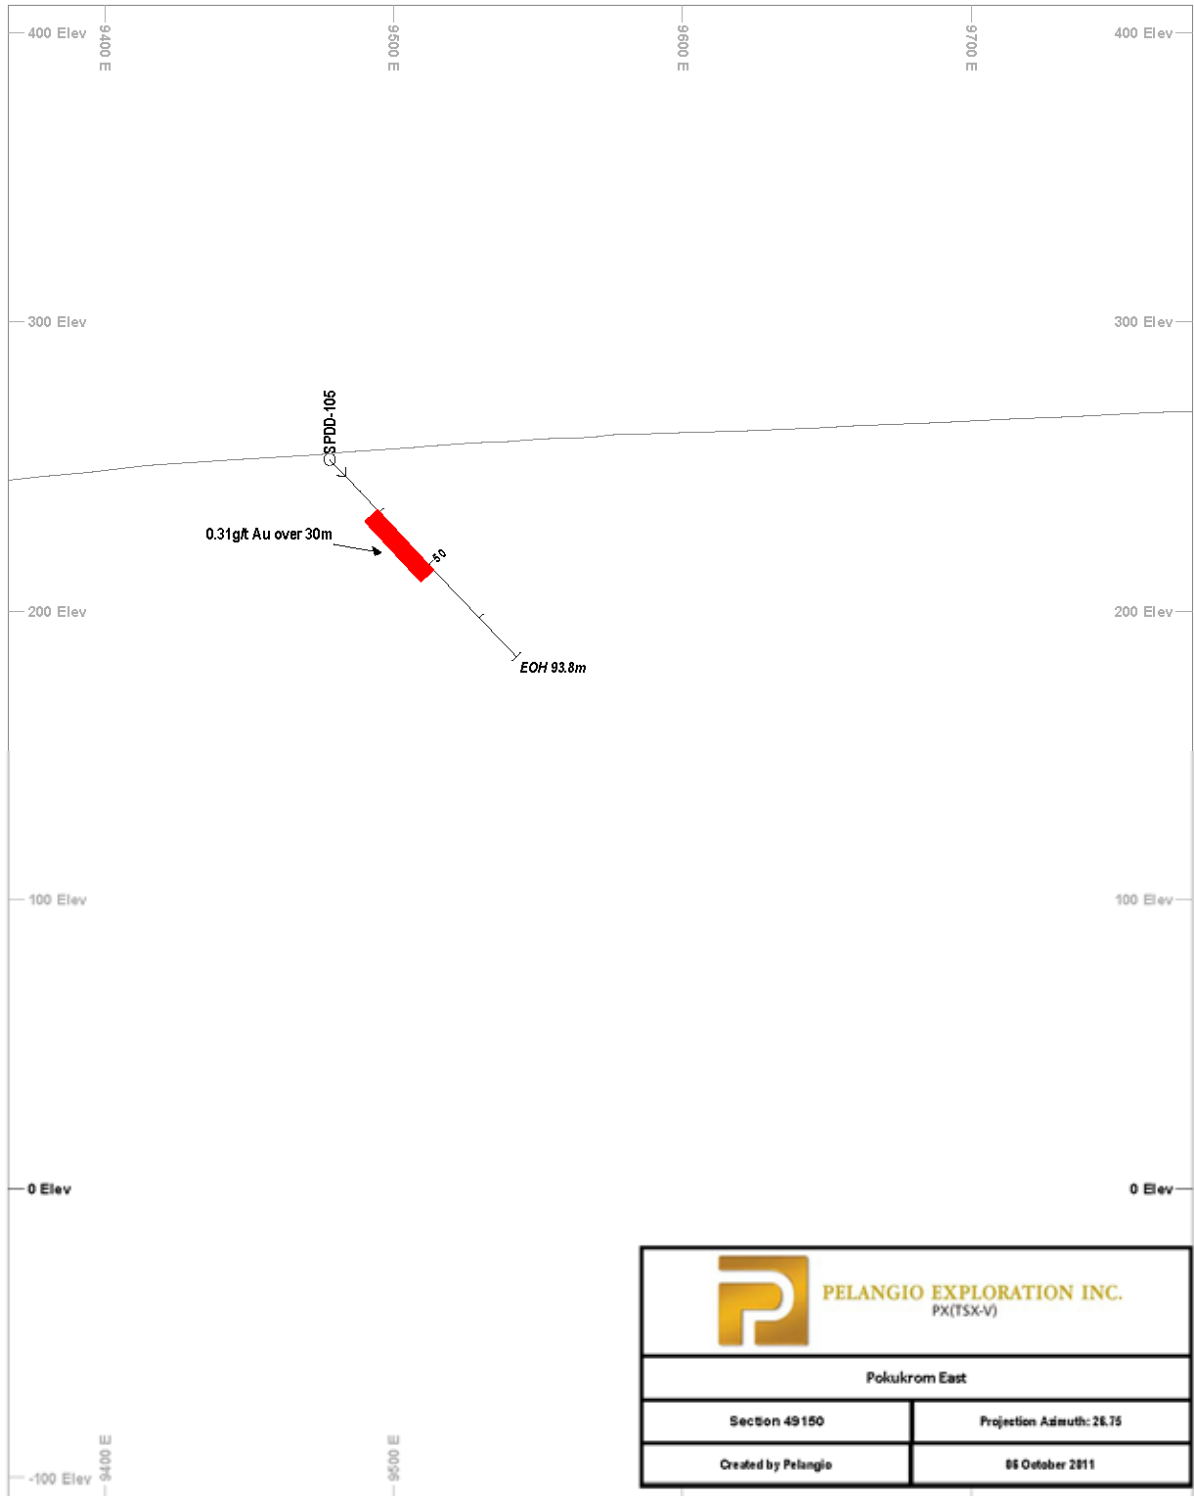 9400 E
9500 E
9600 E
9700 E
400 Elev
400 Elev
300 Elev
300 Elev
SPDD-105
0.31g/t Au over 30m
50
200 Elev
200 Elev
EOH 93.8m
100 Elev
100 Elev
0 Elev
0 Elev
PELANGIO EXPLORATION INC.
PX(TSX-V)
Pokukrom East
Section 49150
Projection Azimuth: 26.75
Created by Pelangio
06 October 2011
-100 Elev
9400 E
9500 E